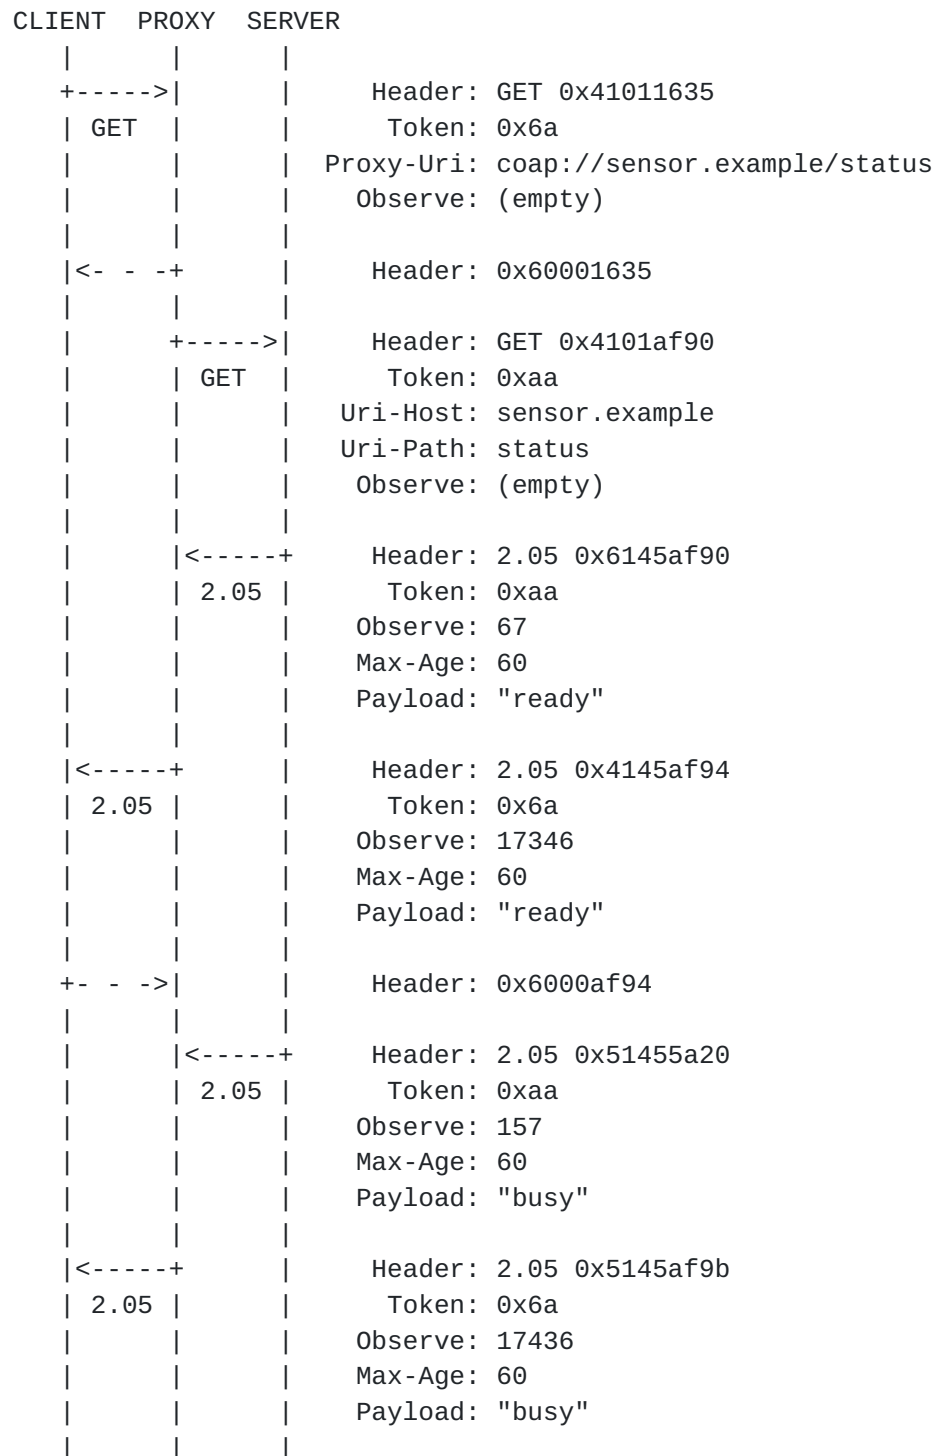 CLIENT  PROXY  SERVER
   |      |      |
   +----->|      |     Header: GET 0x41011635
   | GET  |      |      Token: 0x6a
   |      |      |  Proxy-Uri: coap://sensor.example/status
   |      |      |    Observe: (empty)
   |      |      |
   |<- - -+      |     Header: 0x60001635
   |      |      |
   |      +----->|     Header: GET 0x4101af90
   |      | GET  |      Token: 0xaa
   |      |      |   Uri-Host: sensor.example
   |      |      |   Uri-Path: status
   |      |      |    Observe: (empty)
   |      |      |
   |      |<-----+     Header: 2.05 0x6145af90
   |      | 2.05 |      Token: 0xaa
   |      |      |    Observe: 67
   |      |      |    Max-Age: 60
   |      |      |    Payload: "ready"
   |      |      |
   |<-----+      |     Header: 2.05 0x4145af94
   | 2.05 |      |      Token: 0x6a
   |      |      |    Observe: 17346
   |      |      |    Max-Age: 60
   |      |      |    Payload: "ready"
   |      |      |
   +- - ->|      |     Header: 0x6000af94
   |      |      |
   |      |<-----+     Header: 2.05 0x51455a20
   |      | 2.05 |      Token: 0xaa
   |      |      |    Observe: 157
   |      |      |    Max-Age: 60
   |      |      |    Payload: "busy"
   |      |      |
   |<-----+      |     Header: 2.05 0x5145af9b
   | 2.05 |      |      Token: 0x6a
   |      |      |    Observe: 17436
   |      |      |    Max-Age: 60
   |      |      |    Payload: "busy"
   |      |      |